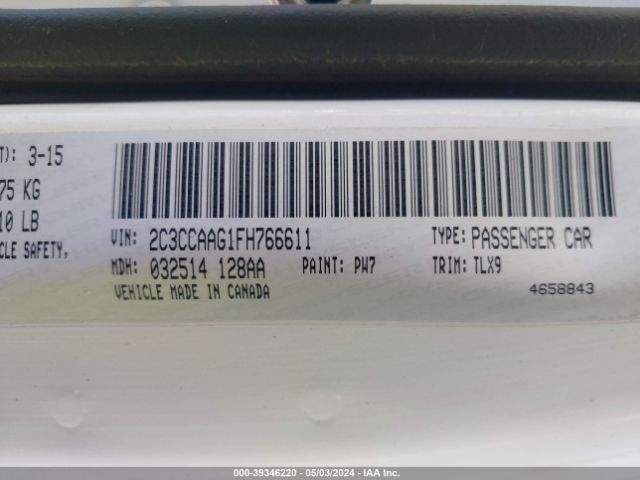 T): 3-15
75 KG
10 LB
CLE SAFETY,
VIN: 2C3CCAAG1FH766611 TYPE: PASSENGER CAR
MDH: 032514 128AA PAINT: PW7 TRIM: TLX9
VEHICLE MADE IN CANADA
4658843
000-39346220 - 05/03/2024 - IAA Inc.